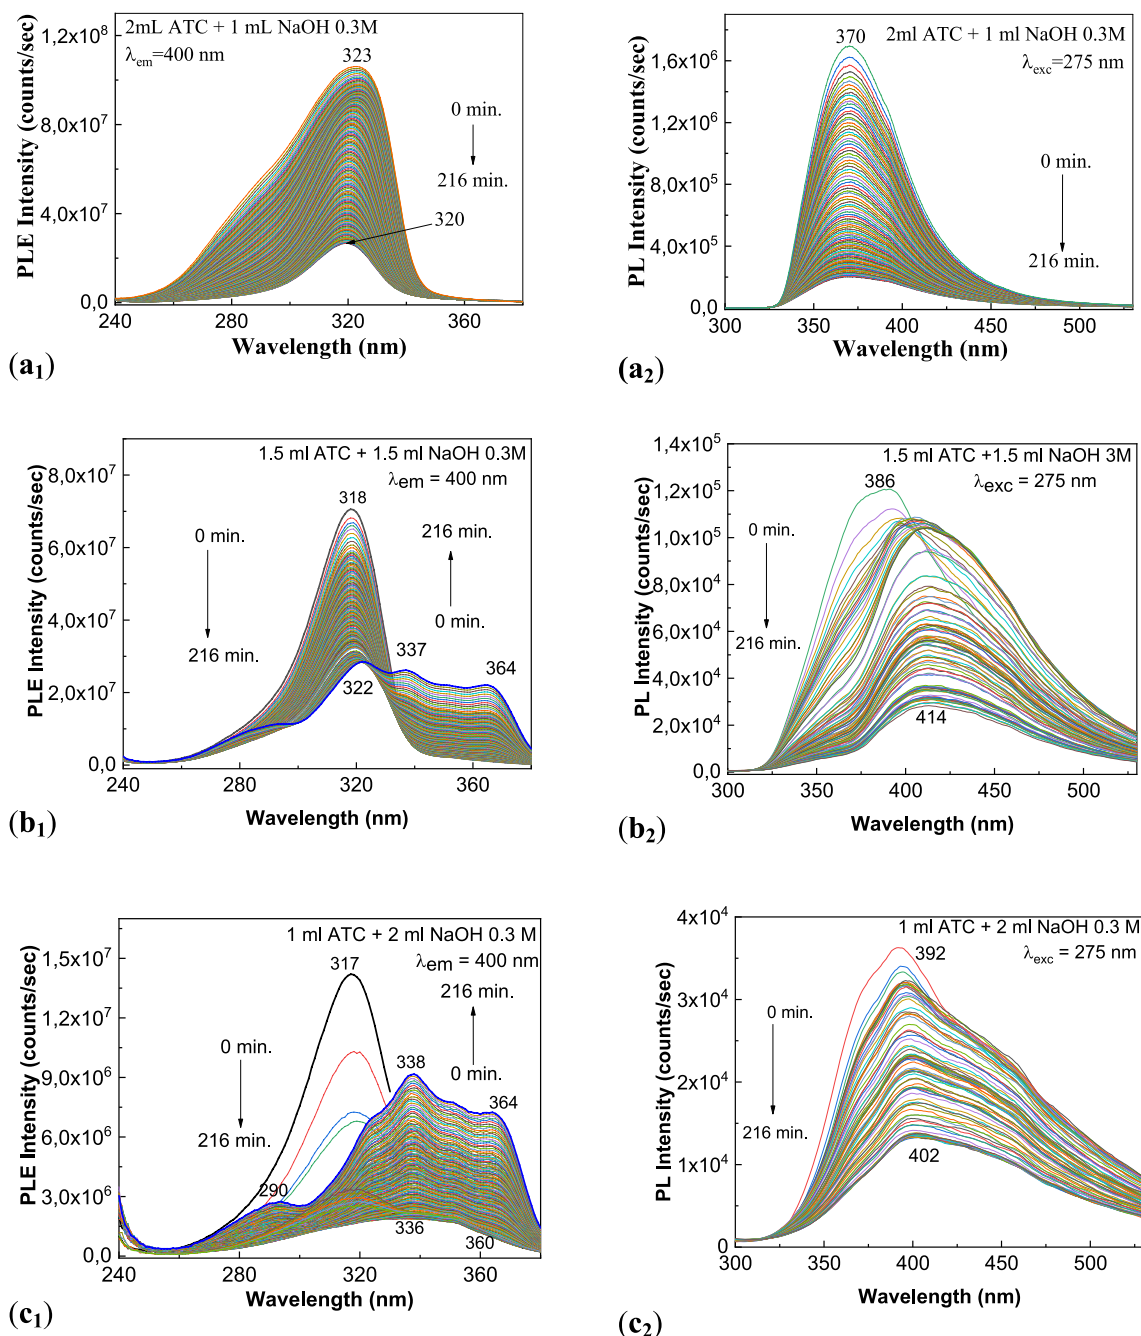 2mL ATC + 1 mL NaOH 0.3M
λem=400 nm
323
0 min.
216 min.
320
1,2x10⁸
8,0x10⁷
4,0x10⁷
0,0
240 280 320 360
PLE Intensity (counts/sec)
Wavelength (nm)
(a₁)
370
2ml ATC + 1 ml NaOH 0.3M
λexc=275 nm
0 min.
216 min.
1,6x10⁶
1,2x10⁶
8,0x10⁵
4,0x10⁵
0,0
300 350 400 450 500
PL Intensity (counts/sec)
Wavelength (nm)
(a₂)
1.5 ml ATC + 1.5 ml NaOH 0.3M
λem = 400 nm
318
0 min.
216 min.
216 min.
0 min.
337
364
322
8,0x10⁷
6,0x10⁷
4,0x10⁷
2,0x10⁷
0,0
240 280 320 360
PLE Intensity (counts/sec)
Wavelength (nm)
(b₁)
1.5 ml ATC +1.5 ml NaOH 3M
λexc = 275 nm
386
0 min.
216 min.
414
1,4x10⁵
1,2x10⁵
1,0x10⁵
8,0x10⁴
6,0x10⁴
4,0x10⁴
2,0x10⁴
0,0
300 350 400 450 500
PL Intensity (counts/sec)
Wavelength (nm)
(b₂)
1 ml ATC + 2 ml NaOH 0.3 M
λem = 400 nm
317
216 min.
0 min.
0 min.
216 min.
338
364
290
336
360
1,5x10⁷
1,2x10⁷
9,0x10⁶
6,0x10⁶
3,0x10⁶
0,0
240 280 320 360
PLE Intensity (counts/sec)
Wavelength (nm)
(c₁)
1 ml ATC + 2 ml NaOH 0.3 M
λexc = 275 nm
392
0 min.
216 min.
402
4x10⁴
3x10⁴
2x10⁴
1x10⁴
0
300 350 400 450 500
PL Intensity (counts/sec)
Wavelength (nm)
(c₂)